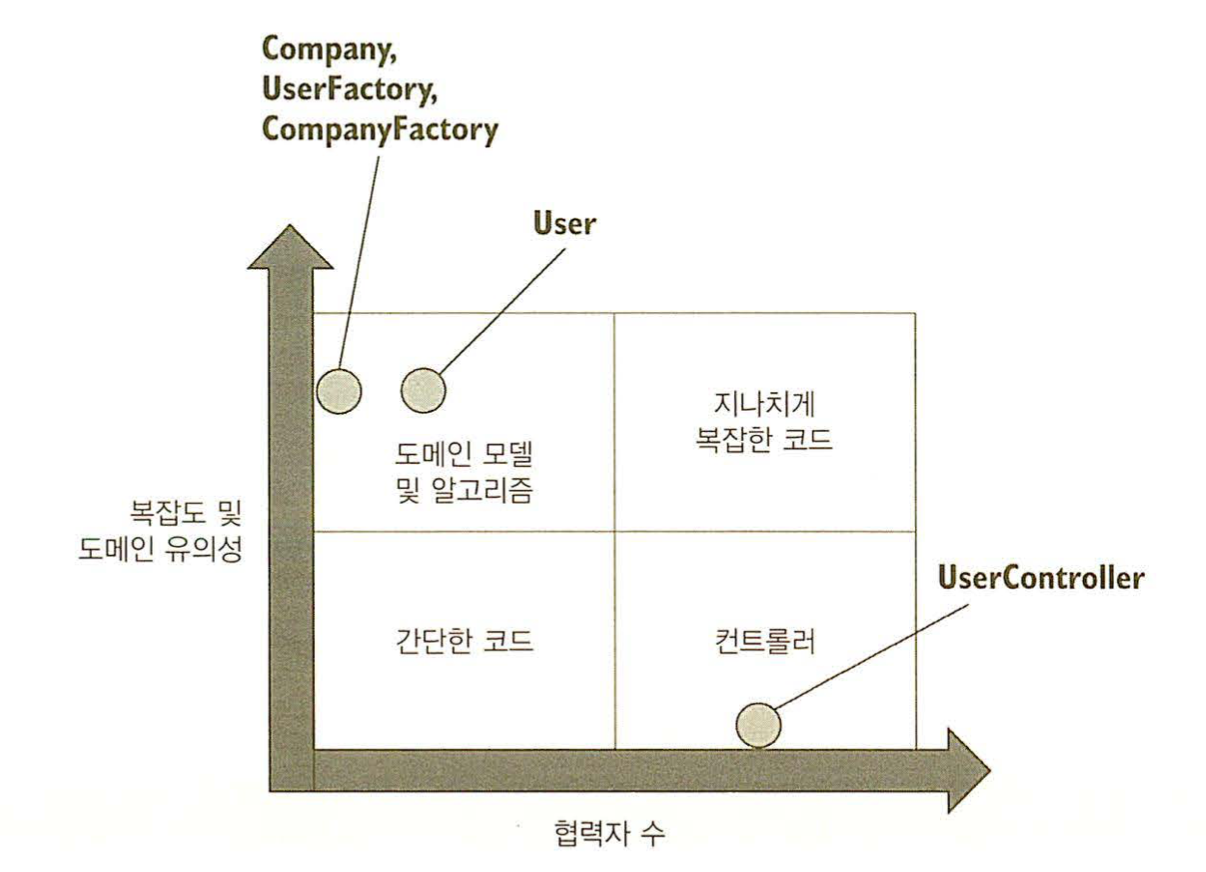 Company,
UserFactory,
CompanyFactory
User
지나치게
복잡한 코드
도메인 모델
및 알고리즘
복잡도 및
도메인 유의성
UserController
간단한 코드
컨트롤러
협력자 수